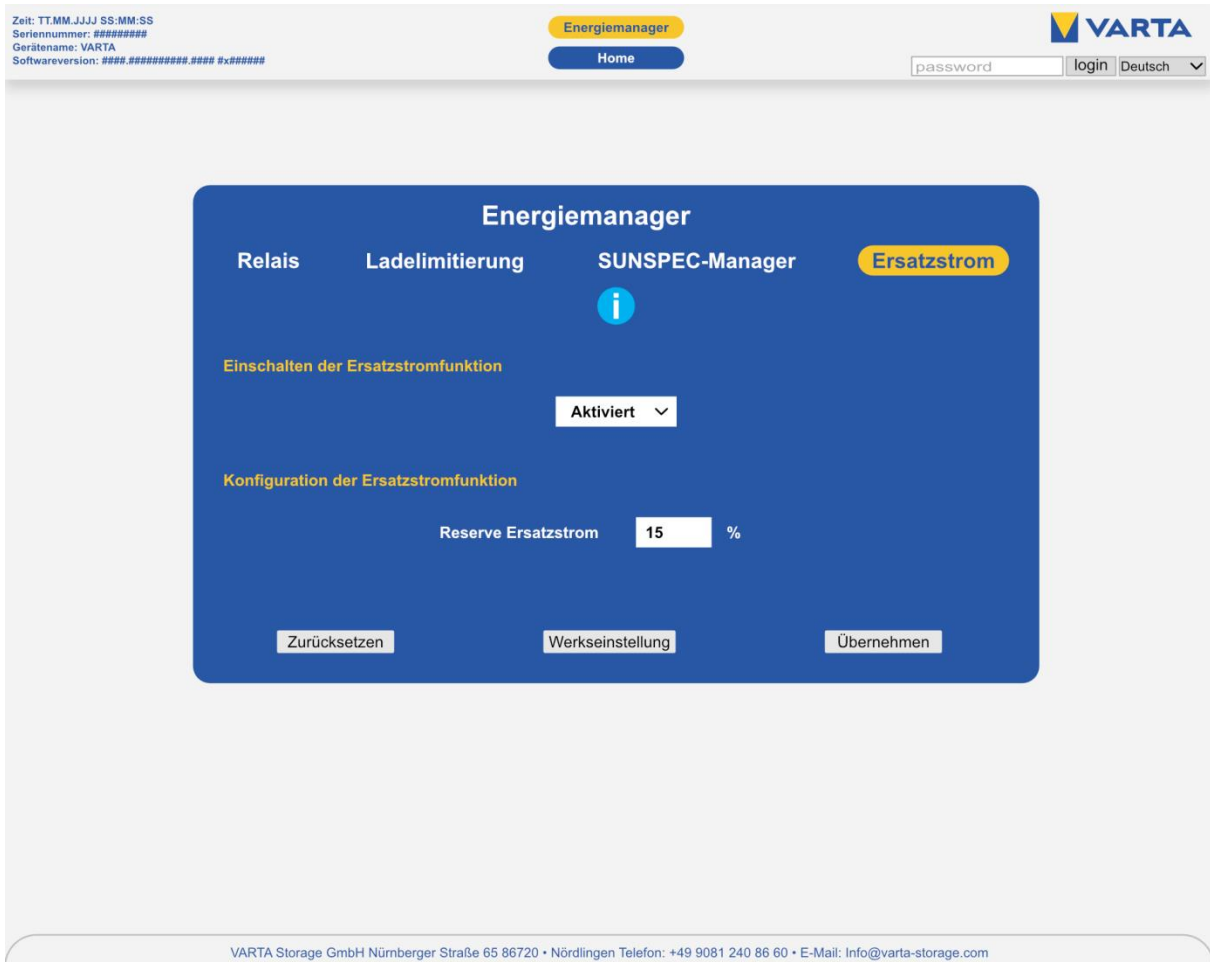 Zeit: TT.MM.JJJJ SS:MM:SS
Seriennummer: #########
Gerätename: VARTA
Softwareversion: ####.##########.#### #x######
Energiemanager
Home
VARTA
password login Deutsch
Energiemanager
Relais Ladelimitierung SUNSPEC-Manager Ersatzstrom
i
Einschalten der Ersatzstromfunktion
Aktiviert
Konfiguration der Ersatzstromfunktion
Reserve Ersatzstrom 15 %
Zurücksetzen Werkseinstellung Übernehmen
VARTA Storage GmbH Nürnberger Straße 65 86720 • Nördlingen Telefon: +49 9081 240 86 60 • E-Mail: Info@varta-storage.com